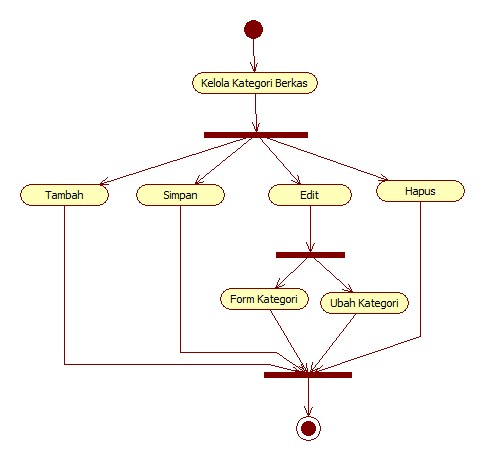 Kelola Kategori Berkas
Tambah
Simpan
Edit
Hapus
Form Kategori
Ubah Kategori